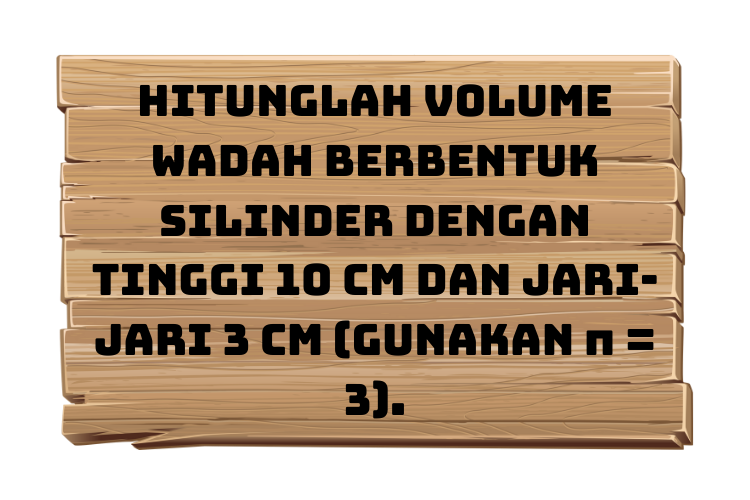 HITUNGLAH VOLUME
WADAH BERBENTUK
SILINDER DENGAN
TINGGI 10 CM DAN JARI-
JARI 3 CM (GUNAKAN π =
3).